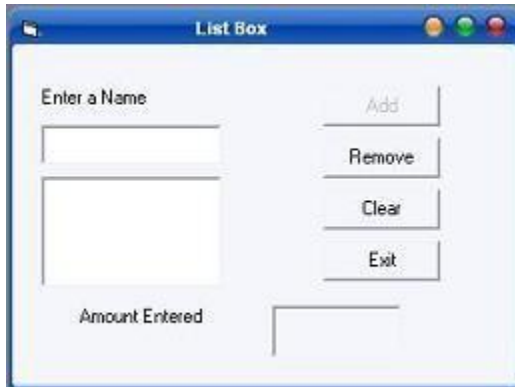 List Box
Enter a Name
Add
Remove
Clear
Exit
Amount Entered